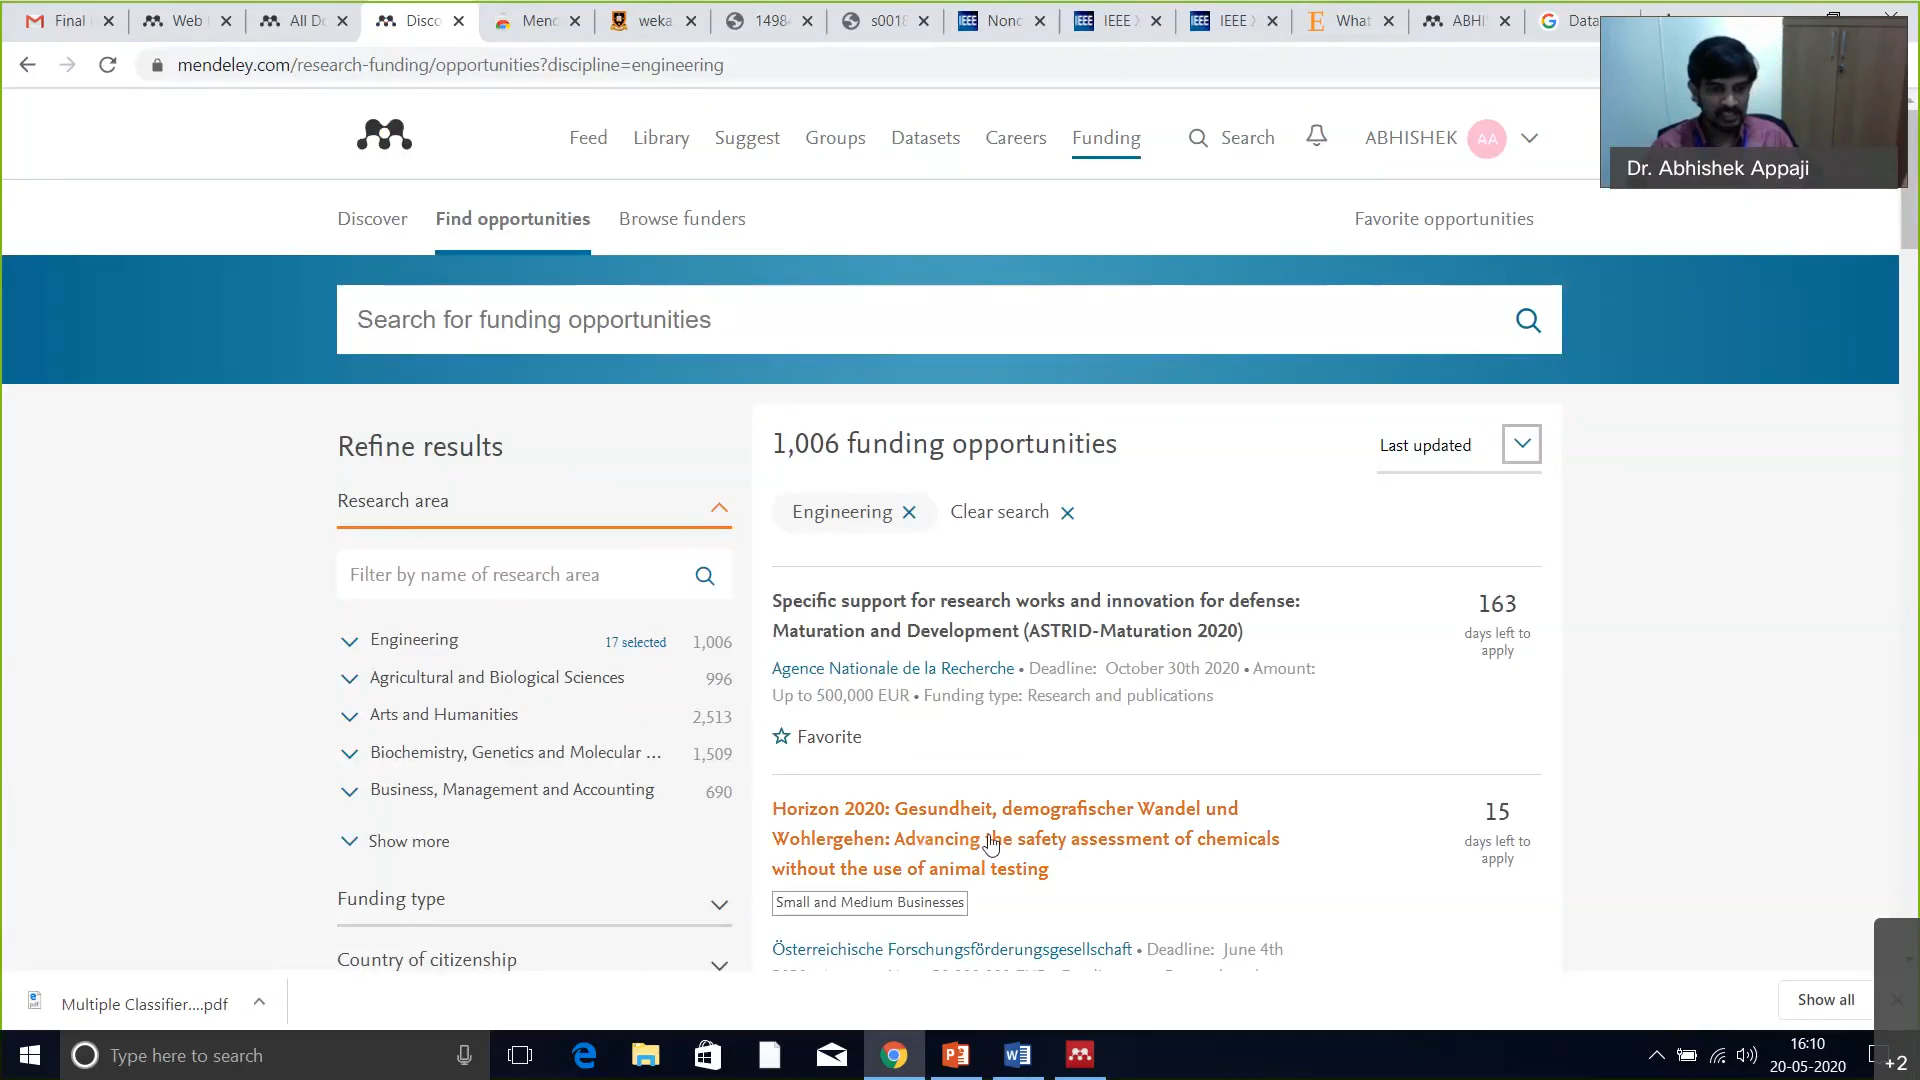 Final
Web
All D
Disco
Menc
weka
1498
s0018
Nonc
IEEE
IEEE
What
ABHI
Data
mendeley.com/research-funding/opportunities?discipline=engineering
Feed Library Suggest Groups Datasets Careers Funding Search ABHISHEK AA
Dr. Abhishek Appaji
Discover Find opportunities Browse funders Favorite opportunities
Search for funding opportunities
Refine results
Research area
Filter by name of research area
Engineering 17 selected 1,006
Agricultural and Biological Sciences 996
Arts and Humanities 2,513
Biochemistry, Genetics and Molecular ... 1,509
Business, Management and Accounting 690
Show more
Funding type
Country of citizenship
1,006 funding opportunities
Last updated
Engineering Clear search
Specific support for research works and innovation for defense:
Maturation and Development (ASTRID-Maturation 2020)
Agence Nationale de la Recherche • Deadline: October 30th 2020 • Amount:
Up to 500,000 EUR • Funding type: Research and publications
163
days left to
apply
Favorite
Horizon 2020: Gesundheit, demografischer Wandel und
Wohlergehen: Advancing the safety assessment of chemicals
without the use of animal testing
15
days left to
apply
Small and Medium Businesses
Österreichische Forschungsförderungsgesellschaft • Deadline: June 4th
Multiple Classifier....pdf
Show all
Type here to search
16:10
20-05-2020
+2